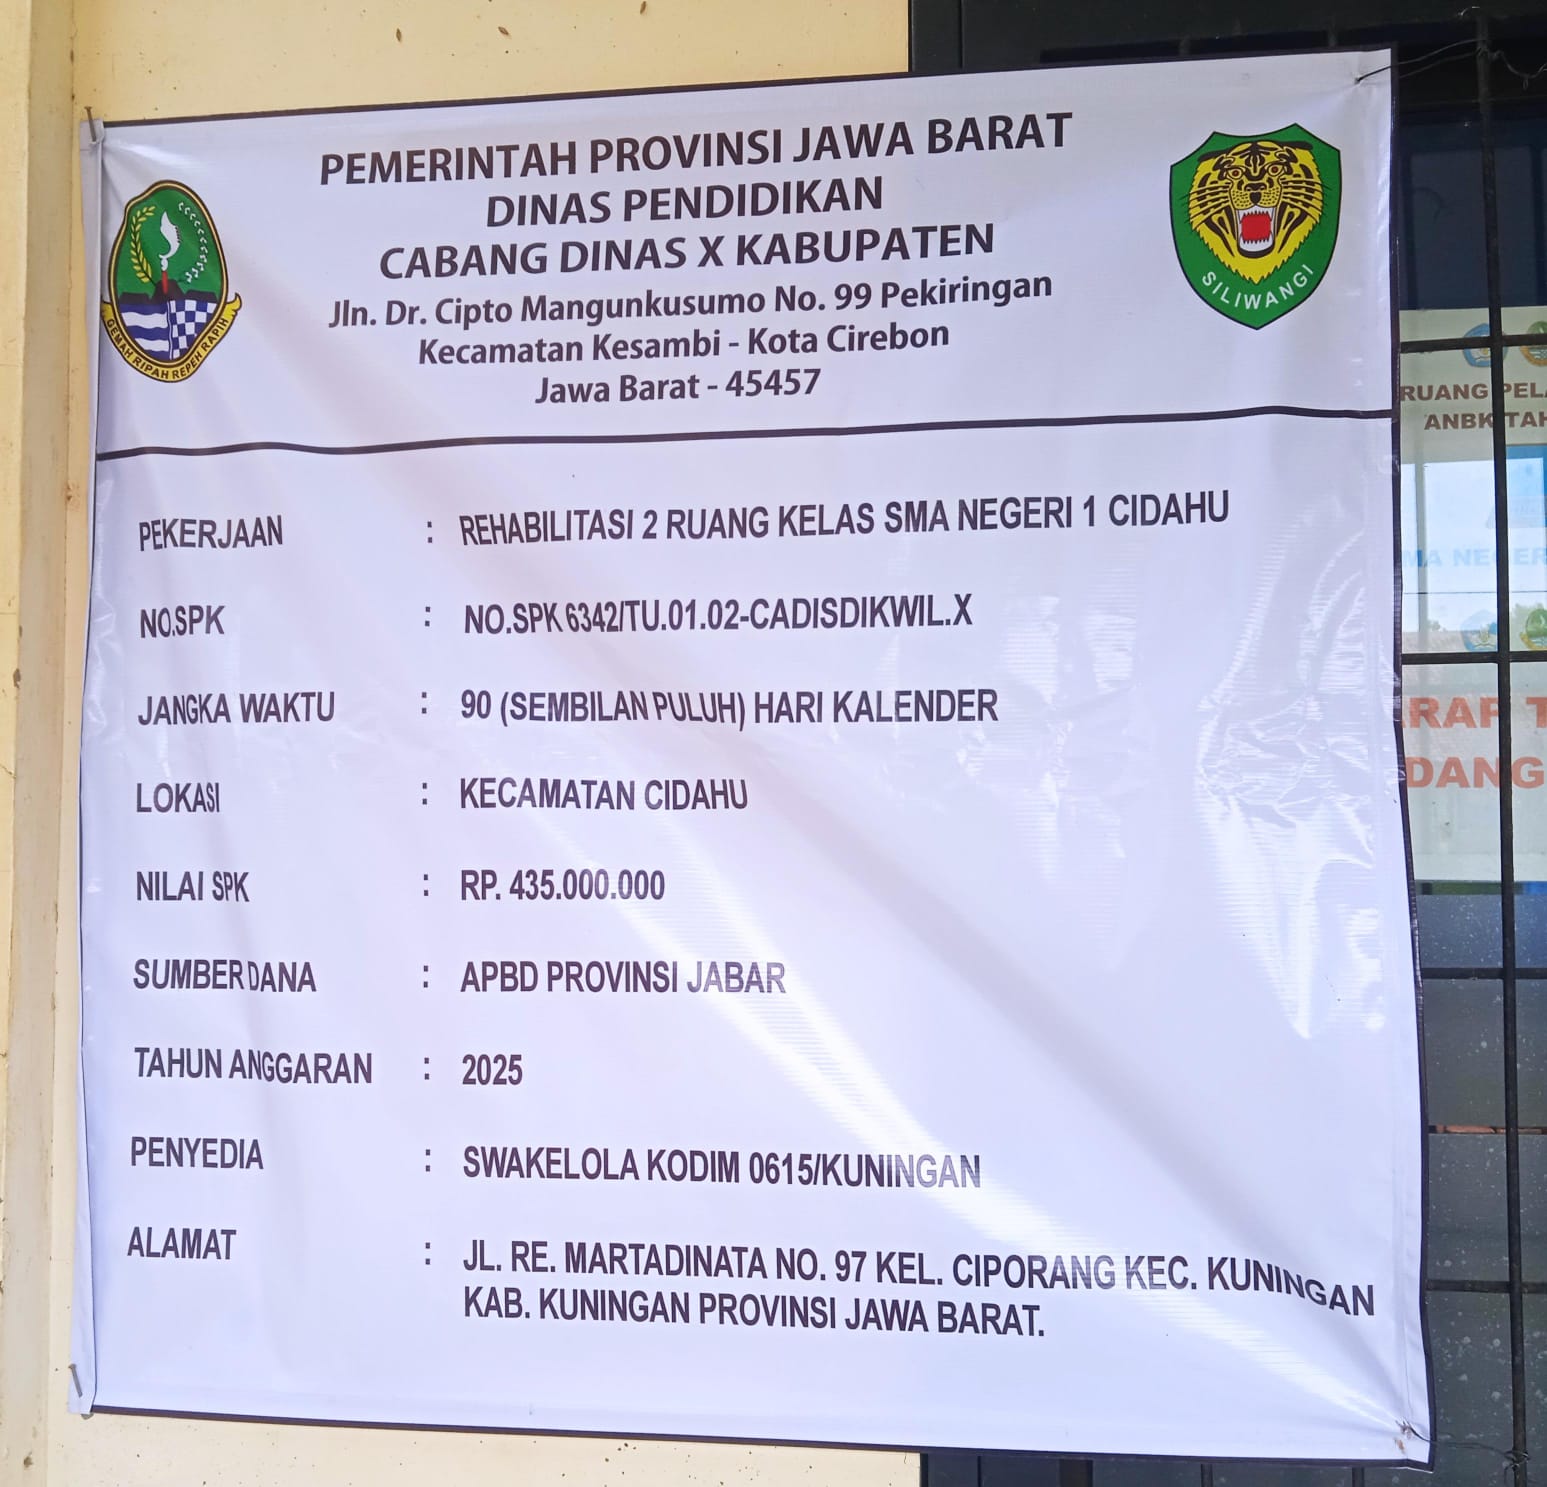 PEMERINTAH PROVINSI JAWA BARAT
DINAS PENDIDIKAN
CABANG DINAS X KABUPATEN
Jln. Dr. Cipto Mangunkusumo No. 99 Pekiringan
Kecamatan Kesambi - Kota Cirebon
Jawa Barat - 45457
GEMAH RIPAH REPEH RAPIH
SILIWANGI
PEKERJAAN : REHABILITASI 2 RUANG KELAS SMA NEGERI 1 CIDAHU
NO.SPK : NO.SPK 6342/TU.01.02-CADISDIKWIL.X
JANGKA WAKTU : 90 (SEMBILAN PULUH) HARI KALENDER
LOKASI : KECAMATAN CIDAHU
NILAI SPK : RP. 435.000.000
SUMBER DANA : APBD PROVINSI JABAR
TAHUN ANGGARAN : 2025
PENYEDIA : SWAKELOLA KODIM 0615/KUNINGAN
ALAMAT : JL. RE. MARTADINATA NO. 97 KEL. CIPORANG KEC. KUNINGAN
KAB. KUNINGAN PROVINSI JAWA BARAT.
RUANG
ANBK